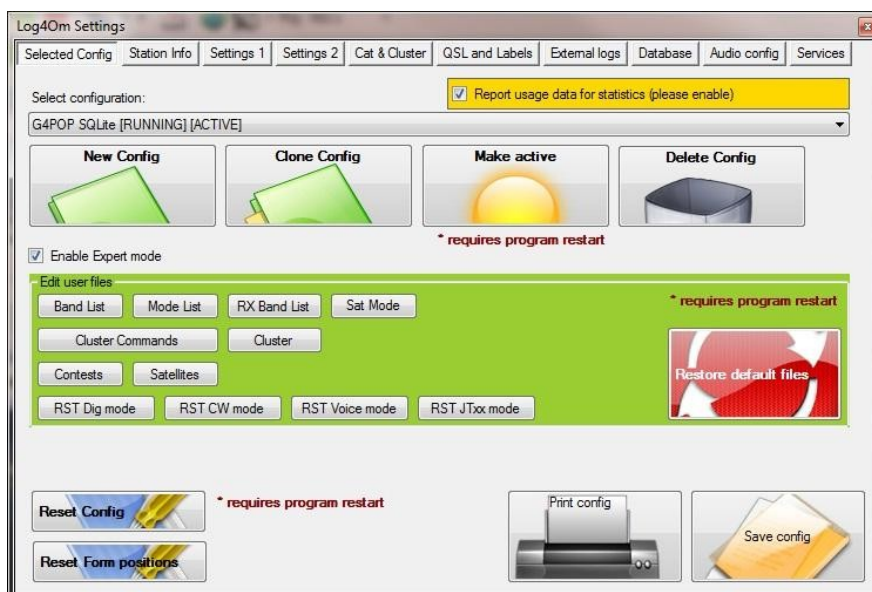 Log4Om Settings
Selected Config Station Info Settings 1 Settings 2 Cat & Cluster QSL and Labels External logs Database Audio config Services
Select configuration:
Report usage data for statistics (please enable)
G4POP SQLite [RUNNING] [ACTIVE]
New Config Clone Config Make active Delete Config
* requires program restart
Enable Expert mode
Edit user files
Band List Mode List RX Band List Sat Mode
* requires program restart
Cluster Commands Cluster
Contests Satellites
Restore default files
RST Dig mode RST CW mode RST Voice mode RST JTxx mode
Reset Config
* requires program restart
Print config
Save config
Reset Form positions